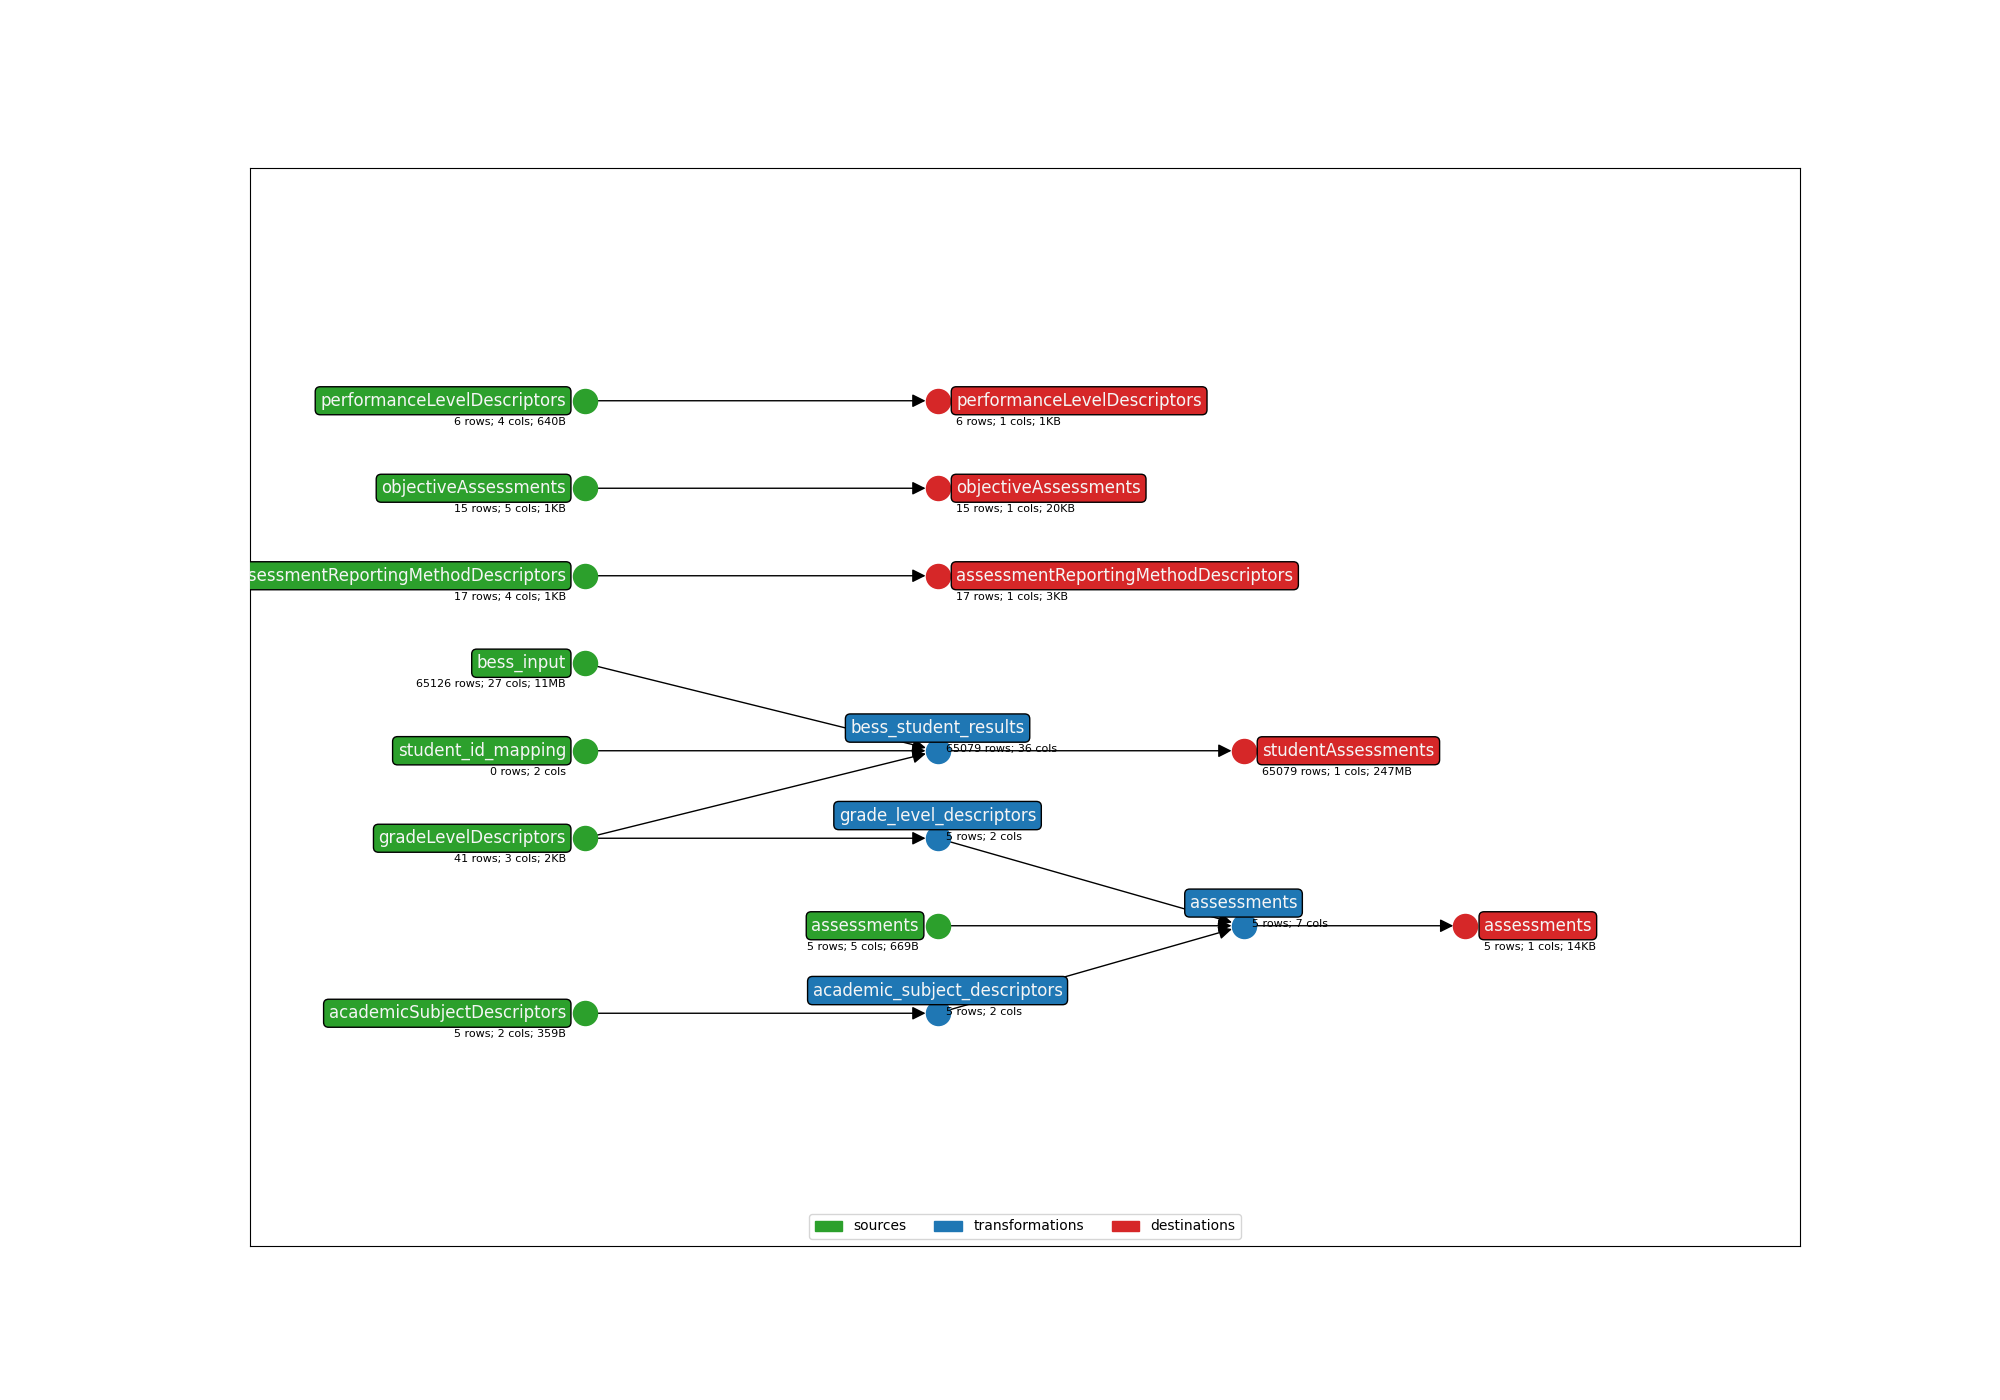 performanceLevelDescriptors
6 rows; 4 cols; 640B
performanceLevelDescriptors
6 rows; 1 cols; 1KB
objectiveAssessments
15 rows; 5 cols; 1KB
objectiveAssessments
15 rows; 1 cols; 20KB
sessmentReportingMethodDescriptors
17 rows; 4 cols; 1KB
assessmentReportingMethodDescriptors
17 rows; 1 cols; 3KB
bess_input
65126 rows; 27 cols; 11MB
bess_student_results
65079 rows; 36 cols
student_id_mapping
0 rows; 2 cols
studentAssessments
65079 rows; 1 cols; 247MB
gradeLevelDescriptors
41 rows; 3 cols; 2KB
grade_level_descriptors
5 rows; 2 cols
assessments
5 rows; 7 cols
assessments
5 rows; 5 cols; 669B
assessments
5 rows; 1 cols; 14KB
academic_subject_descriptors
5 rows; 2 cols
academicSubjectDescriptors
5 rows; 2 cols; 359B
sources
transformations
destinations